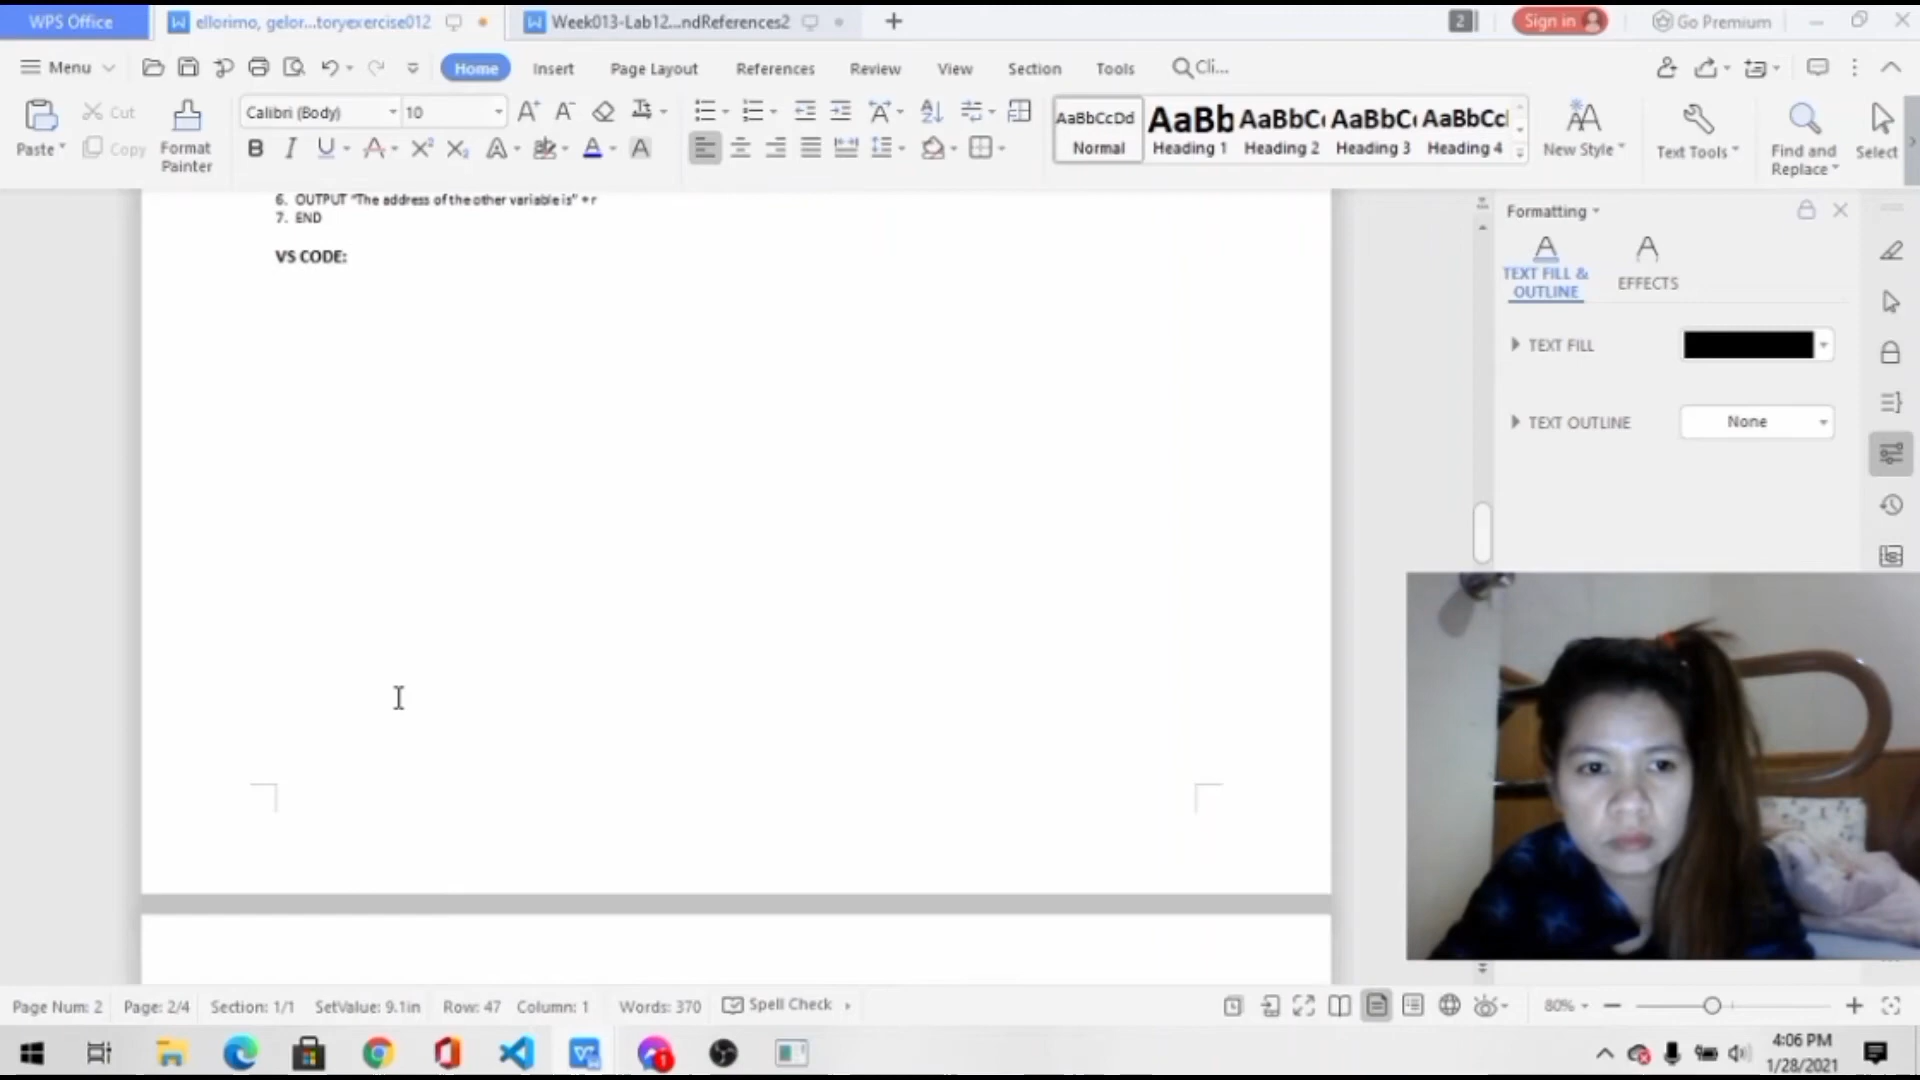 WPS Office
ellorimo, gelor...toryexercise012
Week013-Lab12...ndReferences2
2
Sign in
Go Premium
Menu
Home
Insert
Page Layout
References
Review
View
Section
Tools
Cli...
Paste
Cut
Copy
Format Painter
Calibri (Body)
10
AaBbCcDd
Normal
AaBb
Heading 1
AaBbC
Heading 2
AaBbC
Heading 3
AaBbCc
Heading 4
New Style
Text Tools
Find and Replace
Select
6. OUTPUT "The address of the other variable is" + r
7. END
VS CODE:
Formatting
TEXT FILL & OUTLINE
EFFECTS
TEXT FILL
TEXT OUTLINE
None
Page Num: 2
Page: 2/4
Section: 1/1
SetValue: 9.1in
Row: 47
Column: 1
Words: 370
Spell Check
80%
1
4:06 PM
1/28/2021